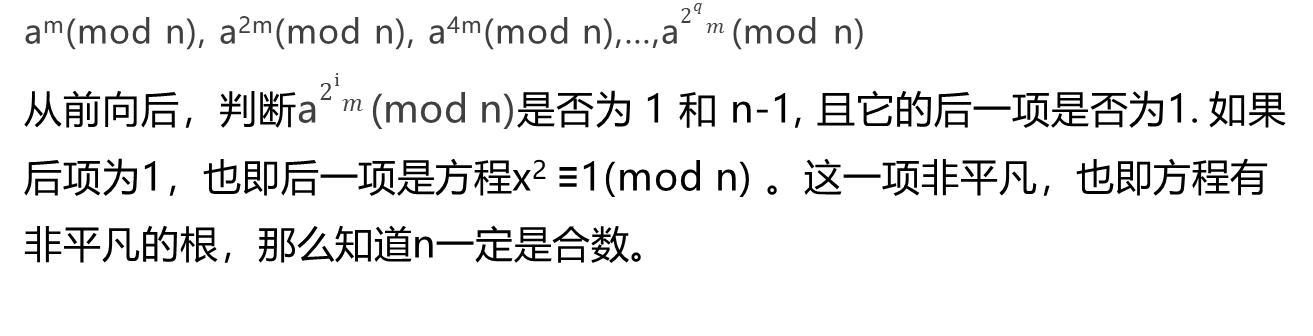 aᵐ(mod n), a²ᵐ(mod n), a⁴ᵐ(mod n),...,a^{2^q m}(mod n)
从前向后，判断a^{2^i m}(mod n)是否为 1 和 n-1, 且它的后一项是否为1. 如果
后项为1，也即后一项是方程x² ≡1(mod n) 。这一项非平凡，也即方程有
非平凡的根，那么知道n一定是合数。